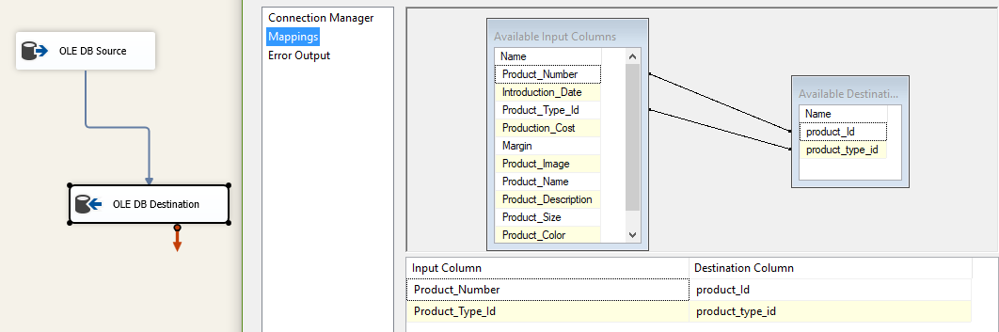 OLE DB Source
OLE DB Destination
Connection Manager
Mappings
Error Output
Available Input Columns
Name
Product_Number
Introduction_Date
Product_Type_Id
Production_Cost
Margin
Product_Image
Product_Name
Product_Description
Product_Size
Product_Color
Available Destinati...
Name
product_Id
product_type_id
Input Column Destination Column
Product_Number product_Id
Product_Type_Id product_type_id